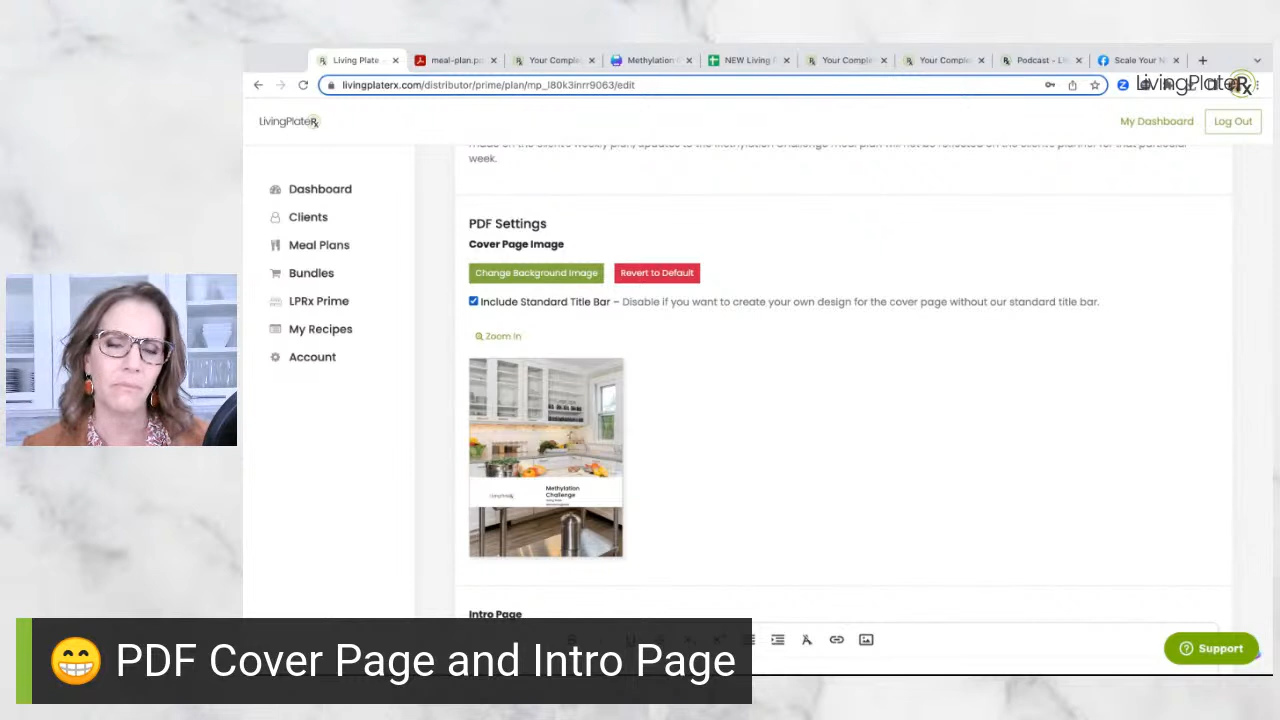 Living Plate
meal-plan.p
Your Compl
Methylation
NEW Living
Your Comple
Your Comple
Podcast - L
Scale Your N
livingplaterx.com/distributor/prime/plan/mp_l80k3inrr9063/edit
LivingPlateRx
LivingPlateRx
My Dashboard
Log Out
week.
Dashboard
Clients
Meal Plans
Bundles
LPRx Prime
My Recipes
Account
PDF Settings
Cover Page Image
Change Background Image
Revert to Default
Include Standard Title Bar – Disable if you want to create your own design for the cover page without our standard title bar.
Zoom In
LivingPlateRx
Methylation
Challenge
Intro Page
Support
😁 PDF Cover Page and Intro Page